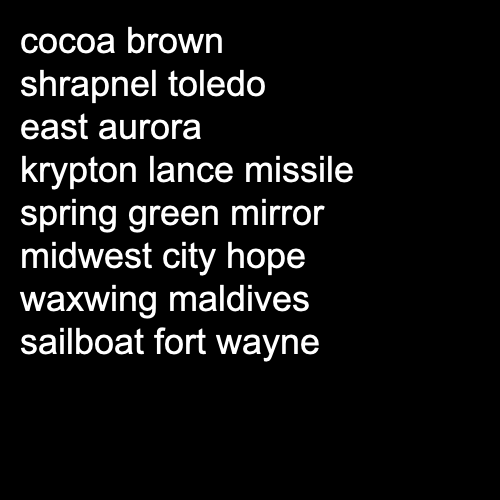 cocoa brown
shrapnel toledo
east aurora
krypton lance missile
spring green mirror
midwest city hope
waxwing maldives
sailboat fort wayne